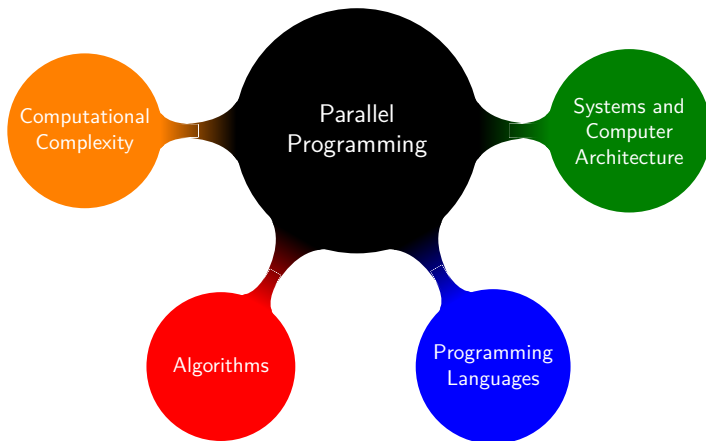 Parallel
Programming
Computational
Complexity
Algorithms
Programming
Languages
Systems and
Computer
Architecture